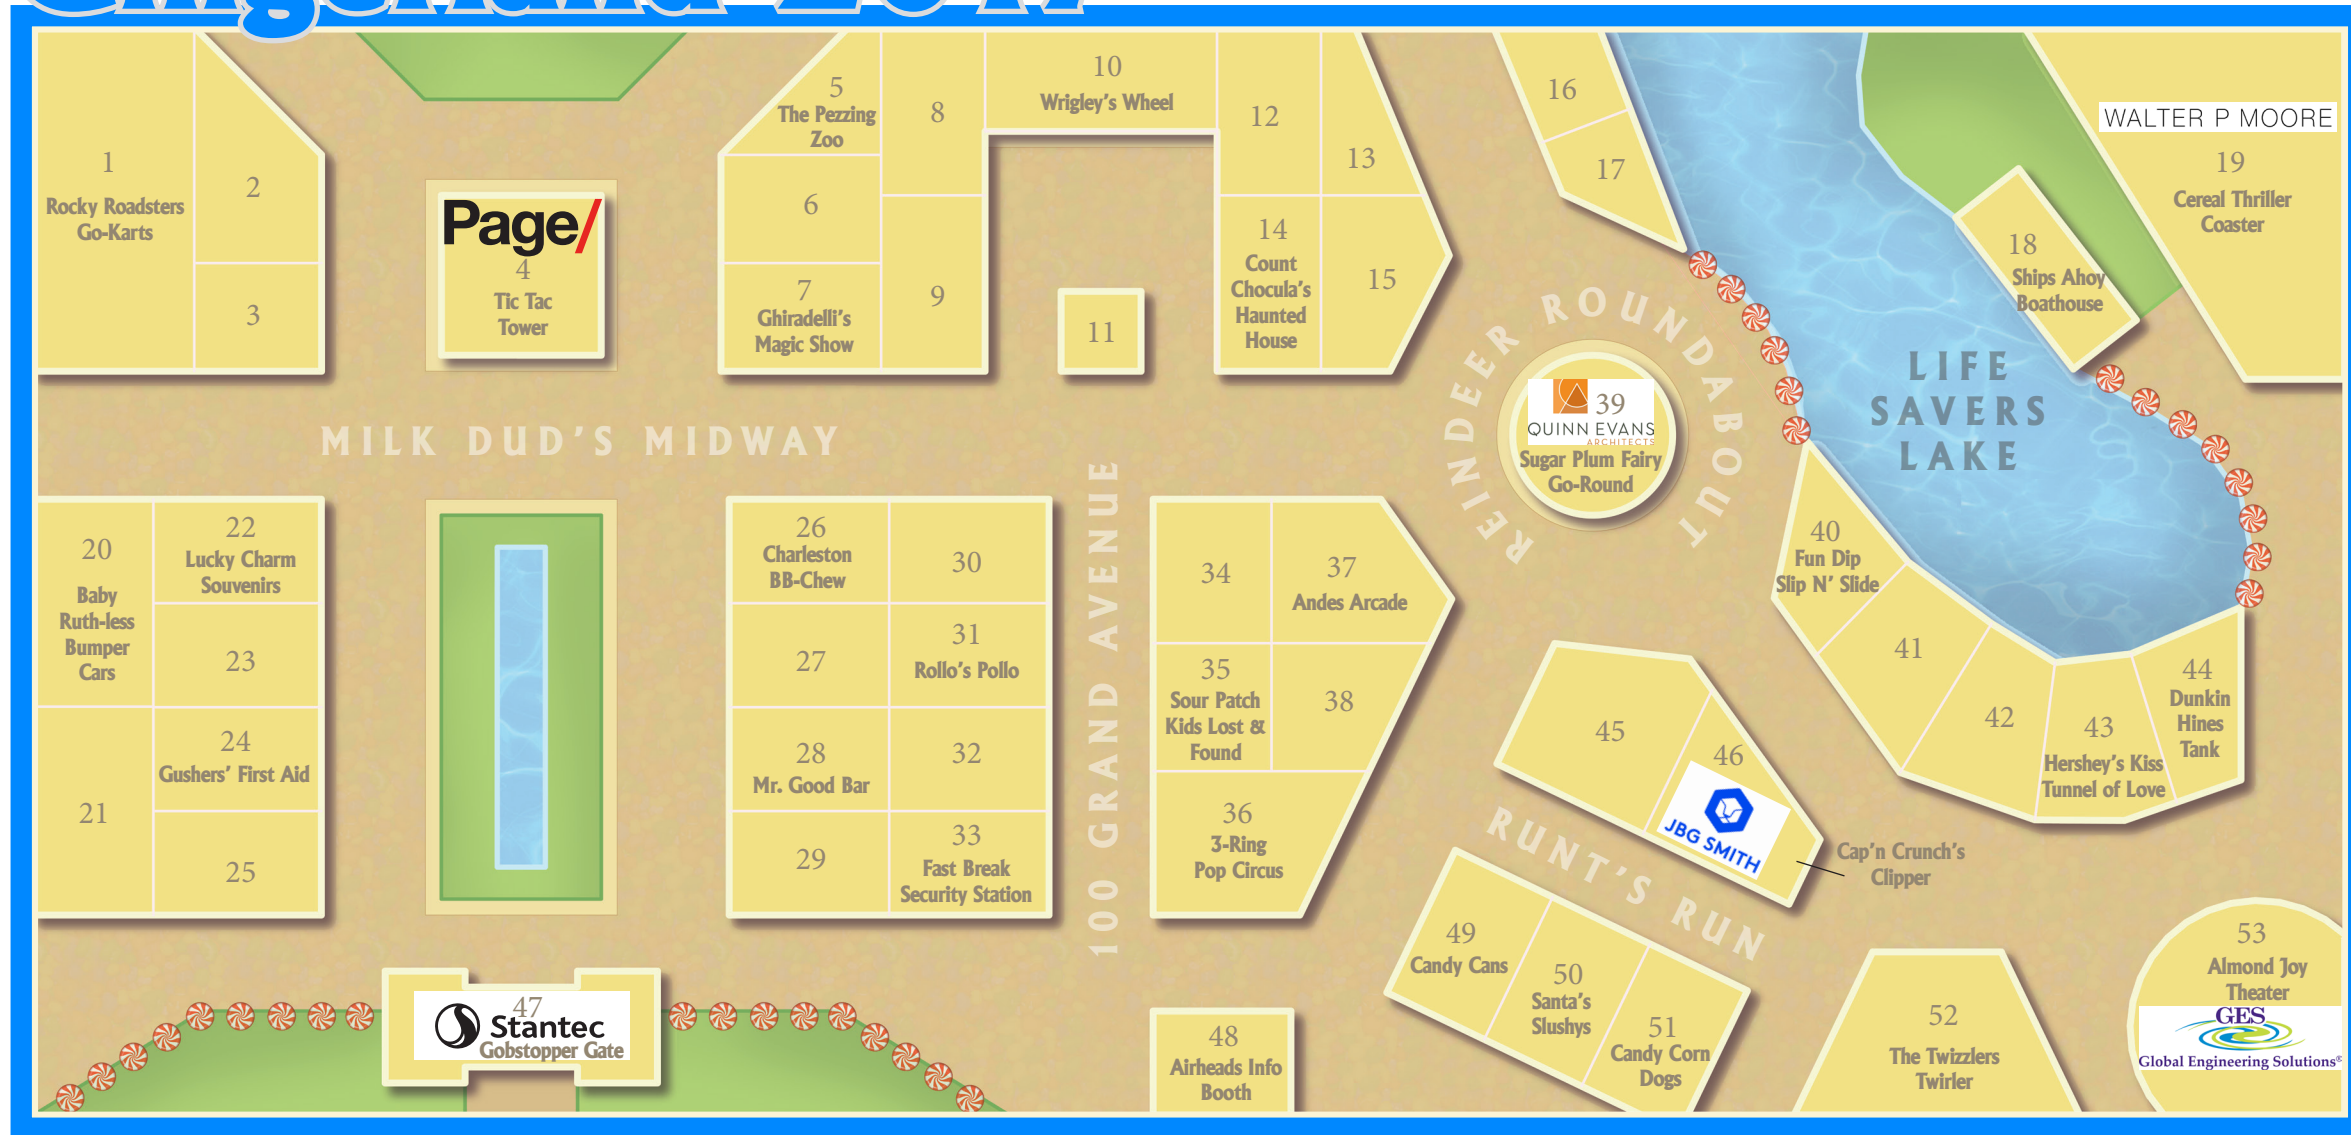 1
Rocky Roadsters
Go-Karts
2
3
Page/
4
Tic Tac
Tower
5
The Pezzing
Zoo
6
7
Ghiradelli's
Magic Show
8
9
10
Wrigley's Wheel
11
12
13
14
Count
Chocula's
Haunted
House
15
16
17
18
Ships Ahoy
Boathouse
WALTER P MOORE
19
Cereal Thriller
Coaster
LIFE
SAVERS
LAKE
MILK DUD'S MIDWAY
REINDEER ROUNDABOUT
39
QUINN EVANS
ARCHITECTS
Sugar Plum Fairy
Go-Round
20
Baby
Ruth-less
Bumper
Cars
21
22
Lucky Charm
Souvenirs
23
24
Gushers' First Aid
25
26
Charleston
BB-Chew
27
28
Mr. Good Bar
29
30
31
Rollo's Pollo
32
33
Fast Break
Security Station
100 GRAND AVENUE
34
35
Sour Patch
Kids Lost &
Found
36
3-Ring
Pop Circus
37
Andes Arcade
38
40
Fun Dip
Slip N' Slide
41
42
43
Hershey's Kiss
Tunnel of Love
44
Dunkin
Hines
Tank
45
46
JBG SMITH
Cap'n Crunch's
Clipper
RUNT'S RUN
47
Stantec
Gobstopper Gate
48
Airheads Info
Booth
49
Candy Cans
50
Santa's
Slushys
51
Candy Corn
Dogs
52
The Twizzlers
Twirler
53
Almond Joy
Theater
GES
Global Engineering Solutions®